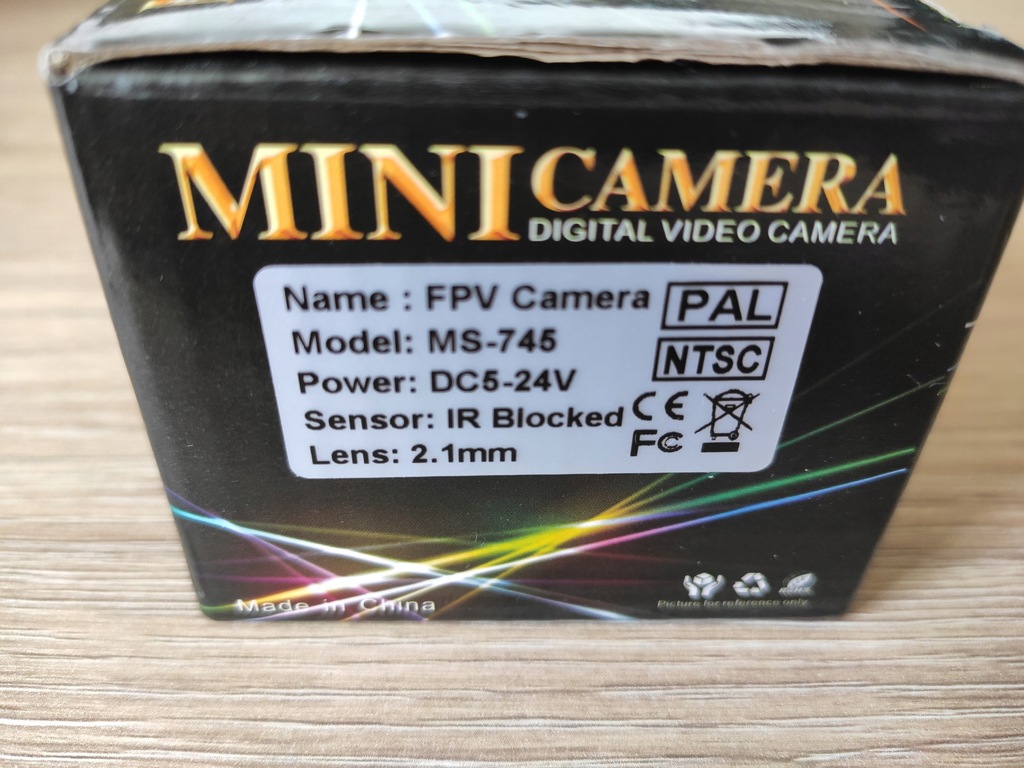 MINI CAMERA
DIGITAL VIDEO CAMERA
Name : FPV Camera
PAL
Model: MS-745
NTSC
Power: DC5-24V
Sensor: IR Blocked
CE
FC
Lens: 2.1mm
Made in China
Picture for reference only